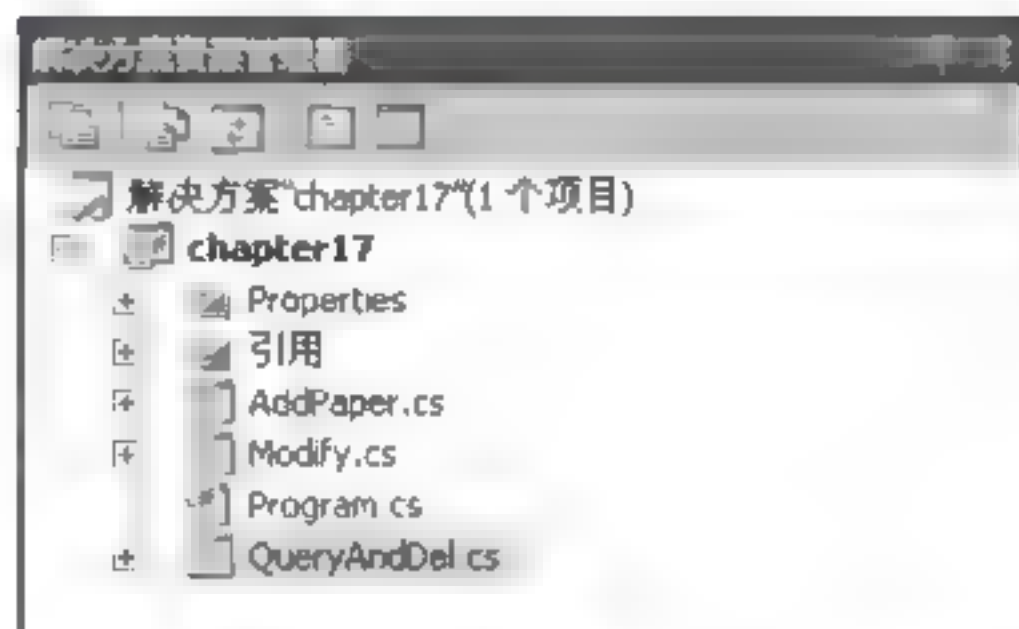 解决方案"chapter17"(1 个项目)
chapter17
Properties
引用
AddPaper.cs
Modify.cs
Program.cs
QueryAndDel.cs